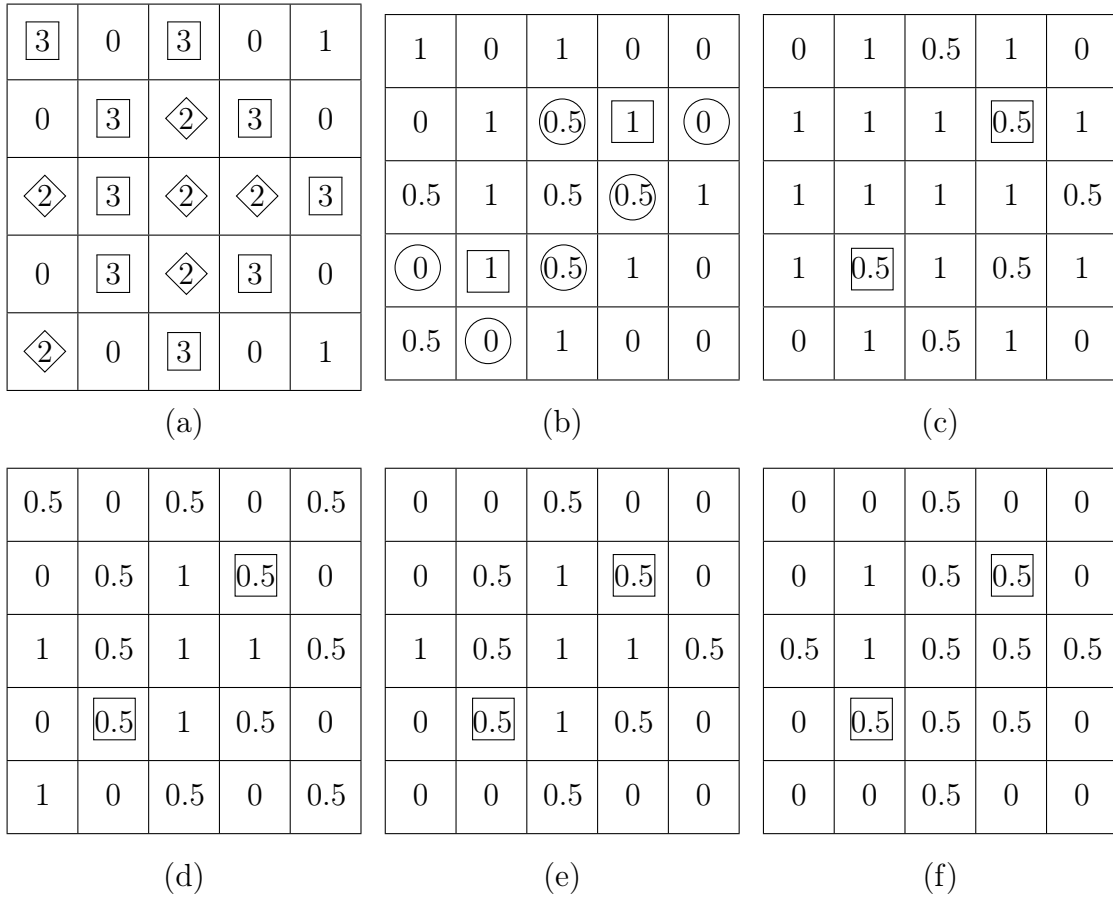 3 0 3 0 1
0 3 2 3 0
2 3 2 2 3
0 3 2 3 0
2 0 3 0 1
(a)
1 0 1 0 0
0 1 0.5 1 0
0.5 1 0.5 0.5 1
0 1 0.5 1 0
0.5 0 1 0 0
(b)
0 1 0.5 1 0
1 1 1 0.5 1
1 1 1 1 0.5
1 0.5 1 0.5 1
0 1 0.5 1 0
(c)
0.5 0 0.5 0 0.5
0 0.5 1 0.5 0
1 0.5 1 1 0.5
0 0.5 1 0.5 0
1 0 0.5 0 0.5
(d)
0 0 0.5 0 0
0 0.5 1 0.5 0
1 0.5 1 1 0.5
0 0.5 1 0.5 0
0 0 0.5 0 0
(e)
0 0 0.5 0 0
0 1 0.5 0.5 0
0.5 1 0.5 0.5 0.5
0 0.5 0.5 0.5 0
0 0 0.5 0 0
(f)